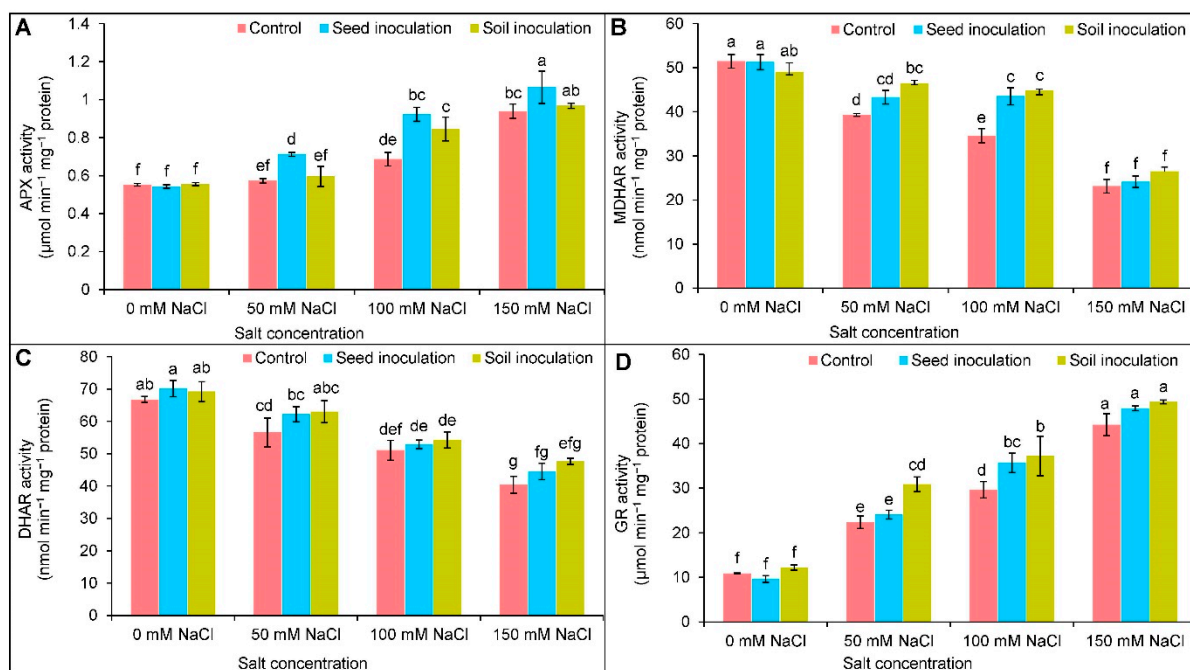 A
Control Seed inoculation Soil inoculation
APX activity
(µmol min⁻¹ mg⁻¹ protein)
1.4
1.2
1
0.8
0.6
0.4
0.2
0
f f f
ef d ef
de bc c
b a ab
0 mM NaCl 50 mM NaCl 100 mM NaCl 150 mM NaCl
Salt concentration
B
Control Seed inoculation Soil inoculation
MDHAR activity
(nmol min⁻¹ mg⁻¹ protein)
60
50
40
30
20
10
0
a a ab
d cd bc
e c c
f f f
0 mM NaCl 50 mM NaCl 100 mM NaCl 150 mM NaCl
Salt concentration
C
Control Seed inoculation Soil inoculation
DHAR activity
(nmol min⁻¹ mg⁻¹ protein)
80
70
60
50
40
30
20
10
0
ab a ab
cd bc abc
def de de
g fg efg
0 mM NaCl 50 mM NaCl 100 mM NaCl 150 mM NaCl
Salt concentration
D
Control Seed inoculation Soil inoculation
GR activity
(µmol min⁻¹ mg⁻¹ protein)
60
50
40
30
20
10
0
f f f
e e cd
d bc b
a a a
0 mM NaCl 50 mM NaCl 100 mM NaCl 150 mM NaCl
Salt concentration